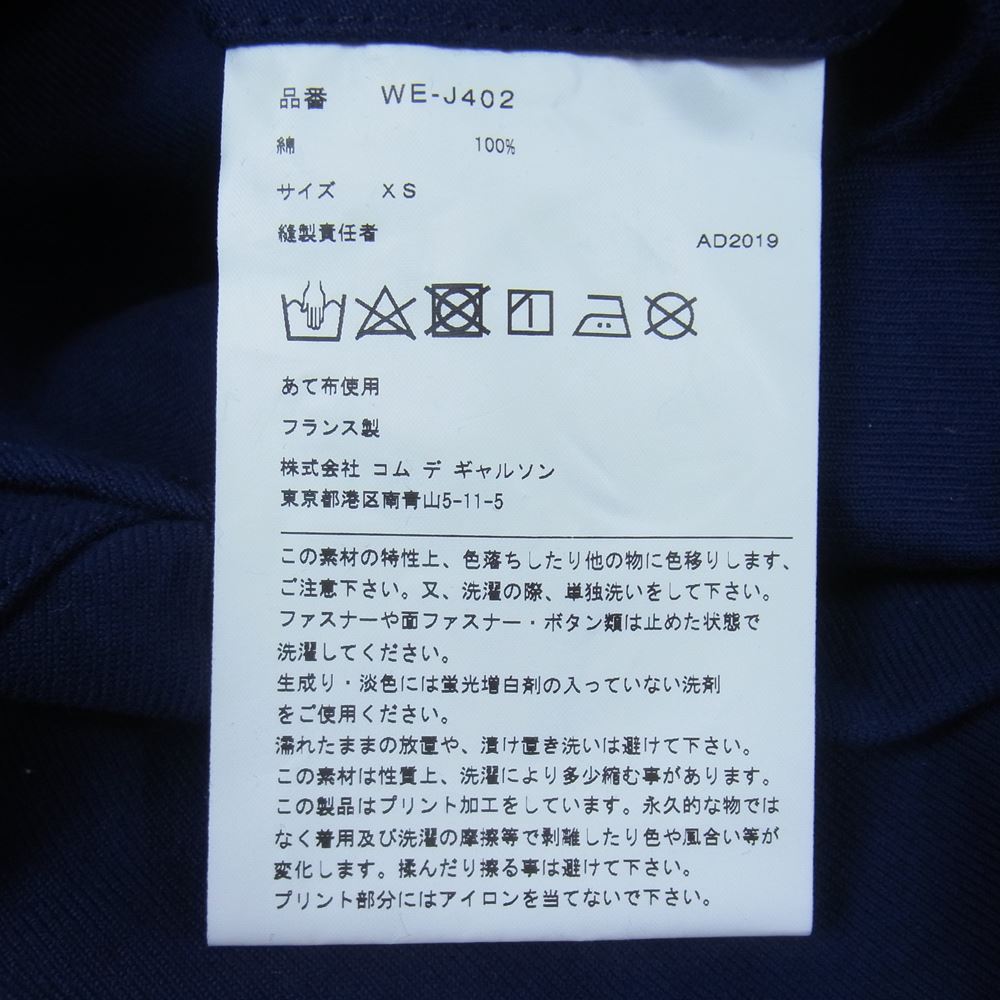 品番 WE-J402
綿 100%
サイズ XS
縫製責任者 AD2019
あて布使用
フランス製
株式会社 コム デ ギャルソン
東京都港区南青山5-11-5
この素材の特性上、色落ちしたり他の物に色移りします、
ご注意下さい。又、洗濯の際、単独洗いをして下さい。
ファスナーや面ファスナー・ボタン類は止めた状態で
洗濯してください。
生成り・淡色には蛍光増白剤の入っていない洗剤
をご使用ください。
濡れたままの放置や、漬け置き洗いは避けて下さい。
この素材は性質上、洗濯により多少縮む事があります。
この製品はプリント加工をしています。永久的な物では
なく着用及び洗濯の摩擦等で剥離したり色や風合い等が
変化します。揉んだり擦る事は避けて下さい。
プリント部分にはアイロンを当てないで下さい。